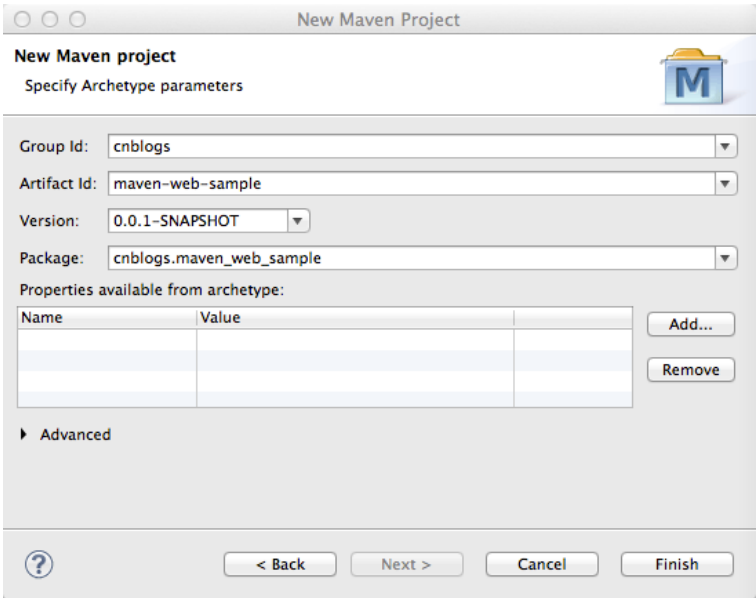 New Maven Project
New Maven project
Specify Archetype parameters
M
Group Id: cnblogs
Artifact Id: maven-web-sample
Version: 0.0.1-SNAPSHOT
Package: cnblogs.maven_web_sample
Properties available from archetype:
Name Value
Add...
Remove
Advanced
? < Back Next > Cancel Finish